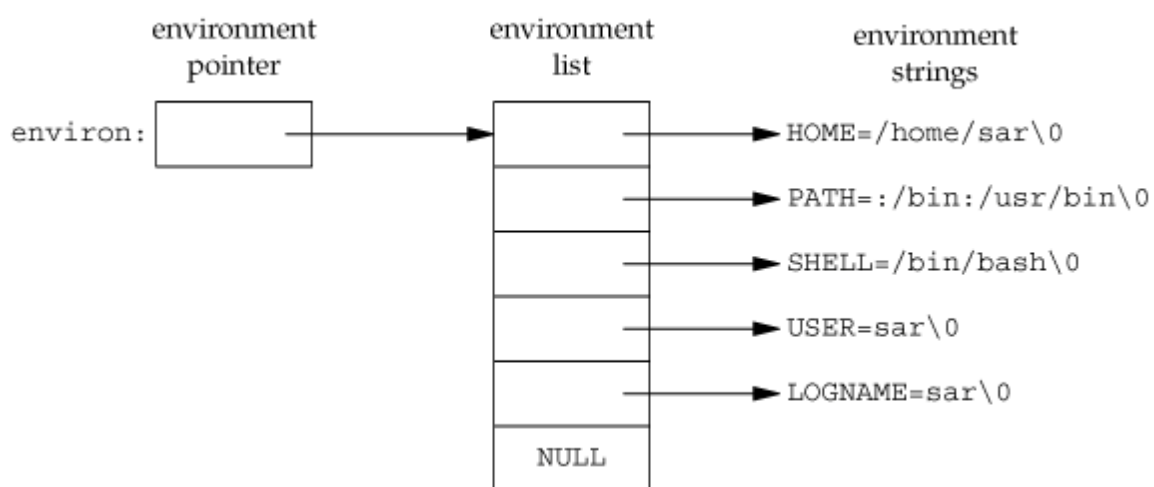 environment
pointer
environment
list
environment
strings
environ:
HOME=/home/sar\0
PATH=:/bin:/usr/bin\0
SHELL=/bin/bash\0
USER=sar\0
LOGNAME=sar\0
NULL